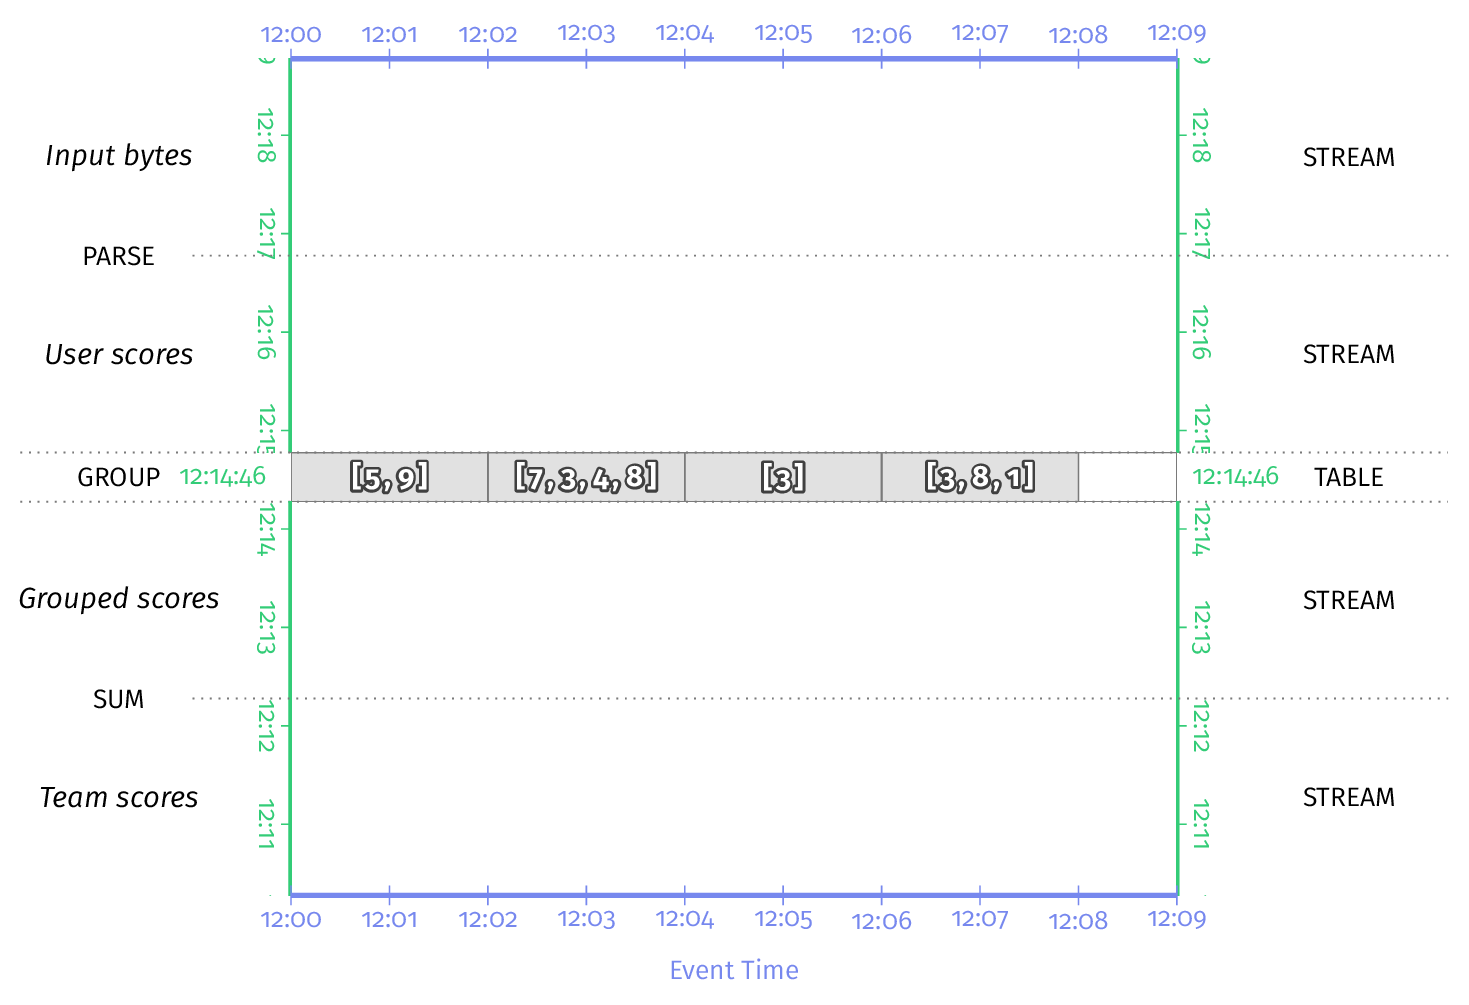 12:00 12:01 12:02 12:03 12:04 12:05 12:06 12:07 12:08 12:09
9 9
12:18 12:18
Input bytes STREAM
12:17 12:17
PARSE
12:16 12:16
User scores STREAM
12:15 12:15
GROUP 12:14:46 [5, 9] [7, 3, 4, 8] [3] [3, 8, 1] 12:14:46 TABLE
12:14 12:14
Grouped scores STREAM
12:13 12:13
SUM
12:12 12:12
Team scores STREAM
12:11 12:11
12:00 12:01 12:02 12:03 12:04 12:05 12:06 12:07 12:08 12:09
Event Time